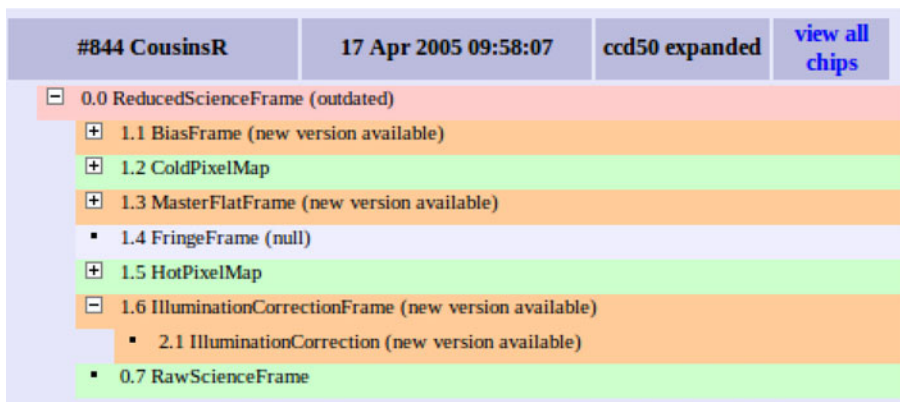 #844 CousinsR 17 Apr 2005 09:58:07 ccd50 expanded view all chips
0.0 ReducedScienceFrame (outdated)
1.1 BiasFrame (new version available)
1.2 ColdPixelMap
1.3 MasterFlatFrame (new version available)
1.4 FringeFrame (null)
1.5 HotPixelMap
1.6 IlluminationCorrectionFrame (new version available)
2.1 IlluminationCorrection (new version available)
0.7 RawScienceFrame